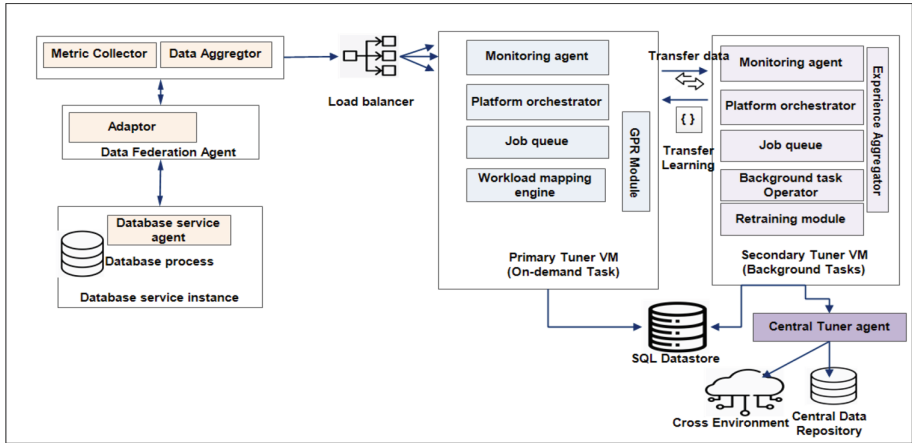 Metric Collector
Data Aggregtor
Adaptor
Data Federation Agent
Database service
agent
Database process
Database service instance
Load balancer
Monitoring agent
Platform orchestrator
Job queue
Workload mapping
engine
GPR Module
Primary Tuner VM
(On-demand Task)
Transfer data
{ }
Transfer
Learning
Monitoring agent
Platform orchestrator
Job queue
Background task
Operator
Retraining module
Experience Aggregator
Secondary Tuner VM
(Background Tasks)
SQL Datastore
Central Tuner agent
Cross Environment
Central Data
Repository